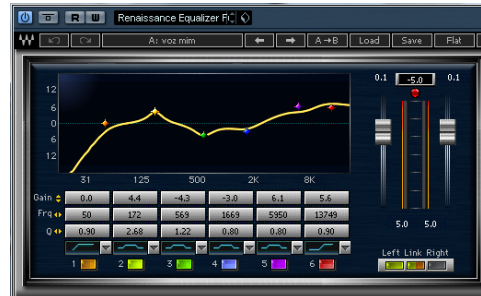 R W Renaissance Equalizer
A: voz mim A→B Load Save Flat
0.1 -5.0 0.1
12
6
0
6
12
31 125 500 2K 8K
Gain 0.0 4.4 -4.3 -3.0 6.1 5.6
Frq 50 172 569 1669 5950 13749
Q 0.90 2.68 1.22 0.80 0.80 0.90
5.0 5.0
1 2 3 4 5 6
Left Link Right